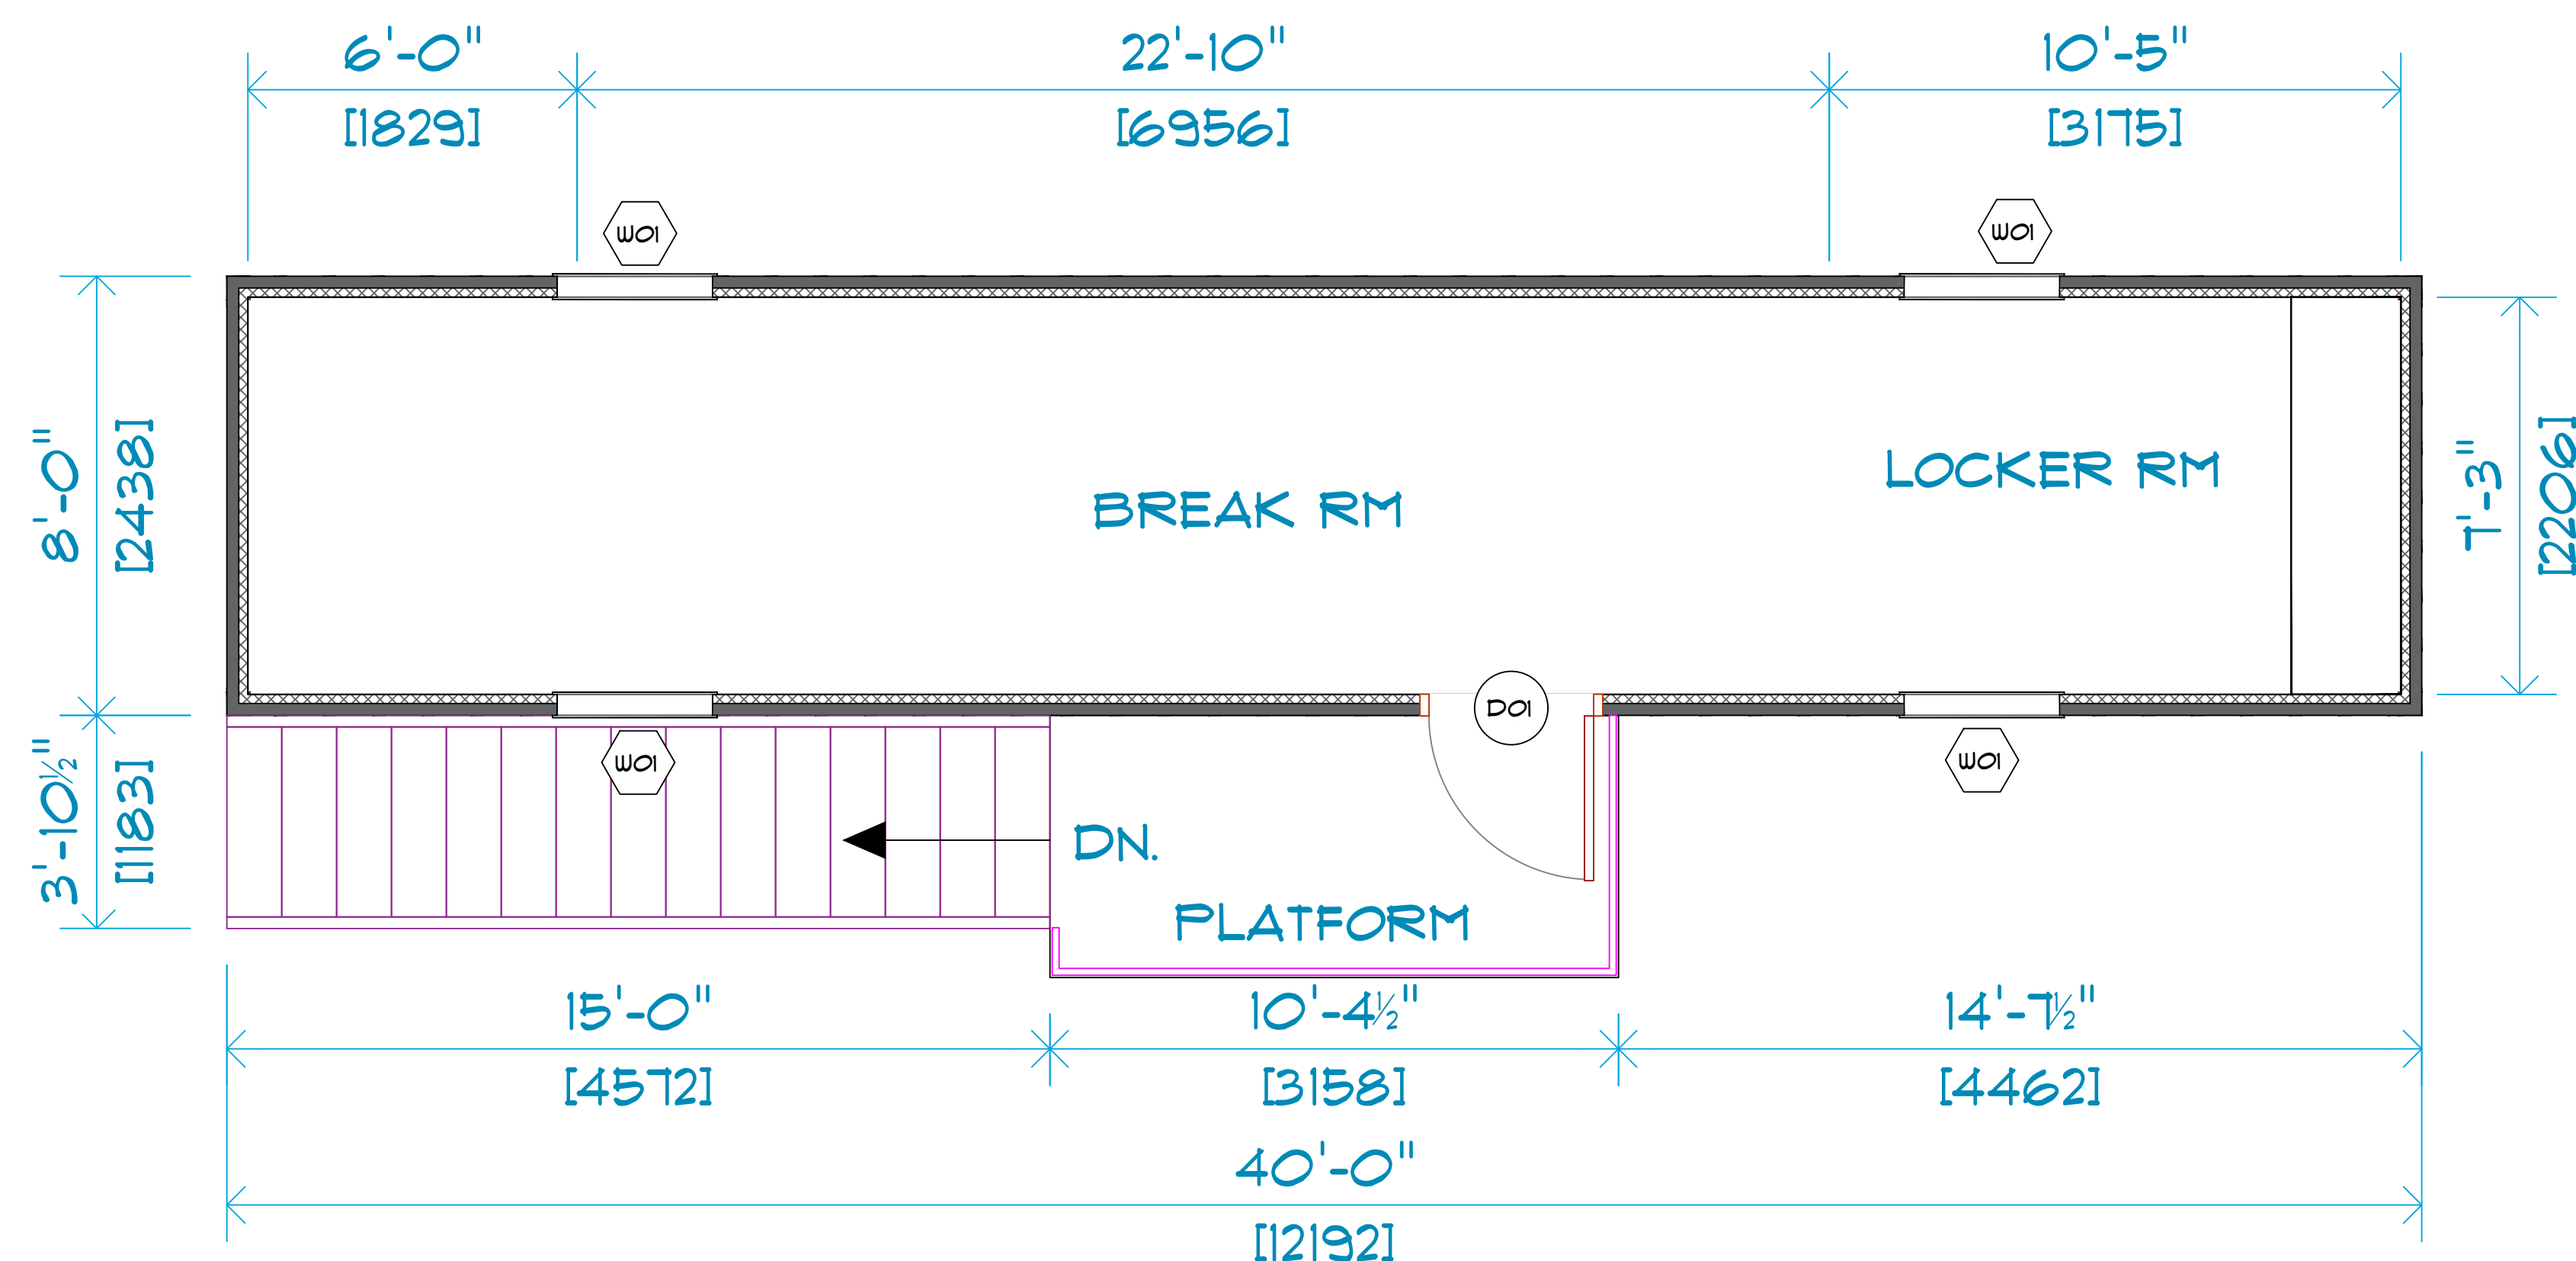 6'-0" 22'-10" 10'-5"
[1829] [6956] [3175]
W01 W01
8'-0" [2438]
BREAK RM
LOCKER RM
7'-3" [2206]
D01
W01 W01
3'-10½" [1183]
DN.
PLATFORM
15'-0" 10'-4½" 14'-7½"
[4572] [3158] [4462]
40'-0"
[12192]